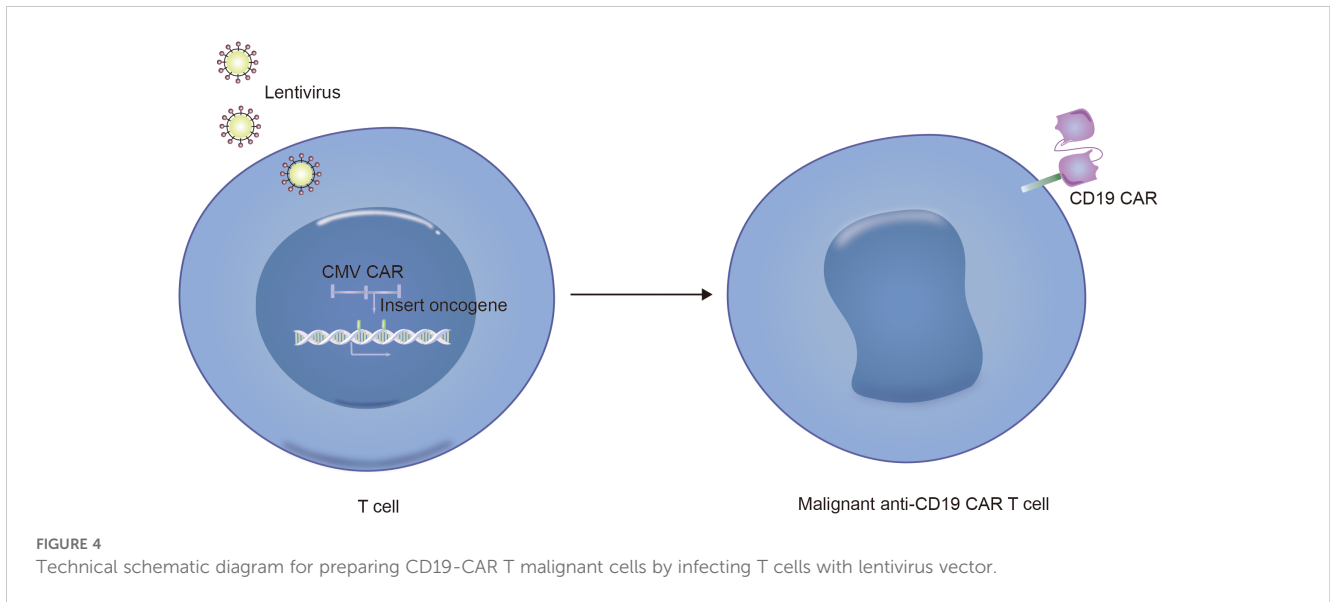 Lentivirus
CD19 CAR
CMV CAR
Insert oncogene
T cell
Malignant anti-CD19 CAR T cell
FIGURE 4
Technical schematic diagram for preparing CD19-CAR T malignant cells by infecting T cells with lentivirus vector.